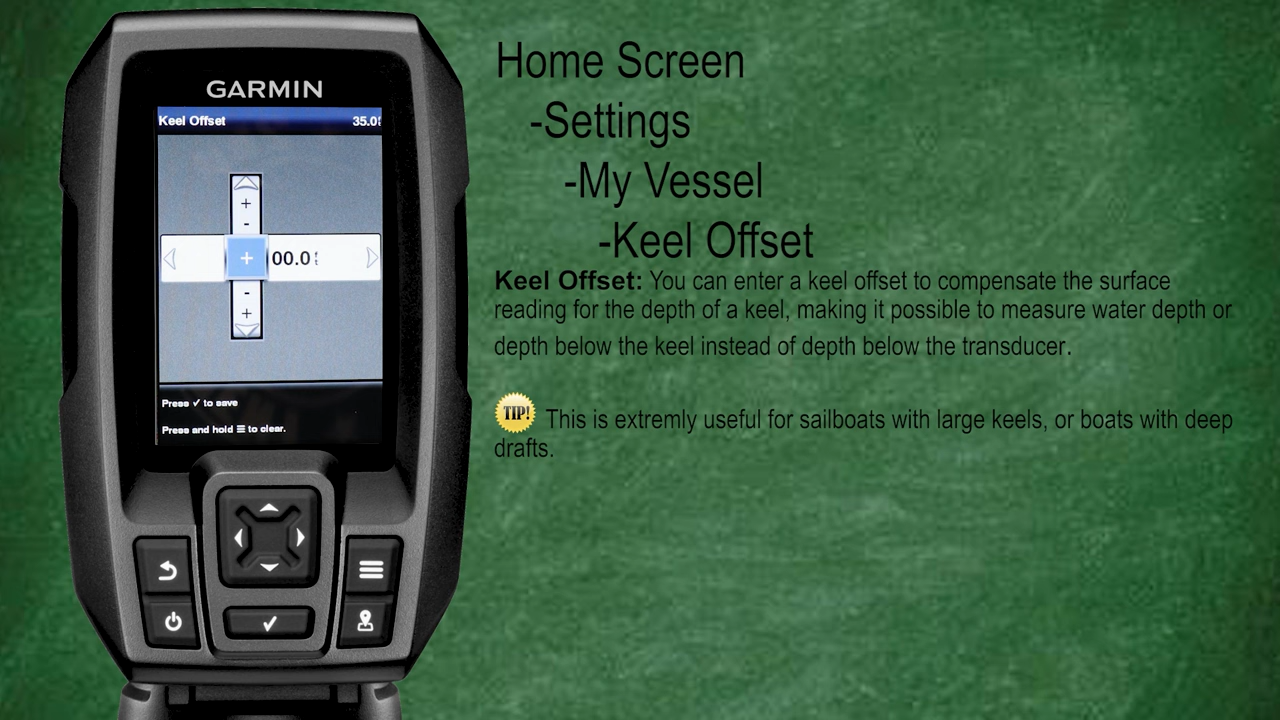 GARMIN
Keel Offset 35.0
+
-
+ 00.0 ft
-
+
Press ✓ to save
Press and hold ☰ to clear.
Home Screen
-Settings
-My Vessel
-Keel Offset
Keel Offset: You can enter a keel offset to compensate the surface
reading for the depth of a keel, making it possible to measure water depth or
depth below the keel instead of depth below the transducer.
TIP! This is extremly useful for sailboats with large keels, or boats with deep
drafts.